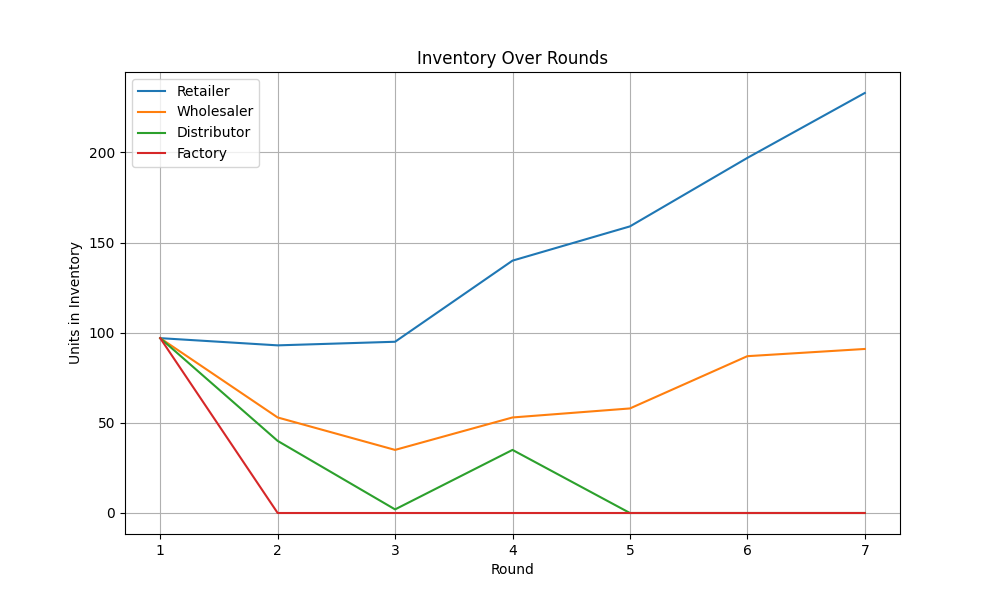 Inventory Over Rounds
Retailer
Wholesaler
Distributor
Factory
Units in Inventory
200
150
100
50
0
1 2 3 4 5 6 7
Round